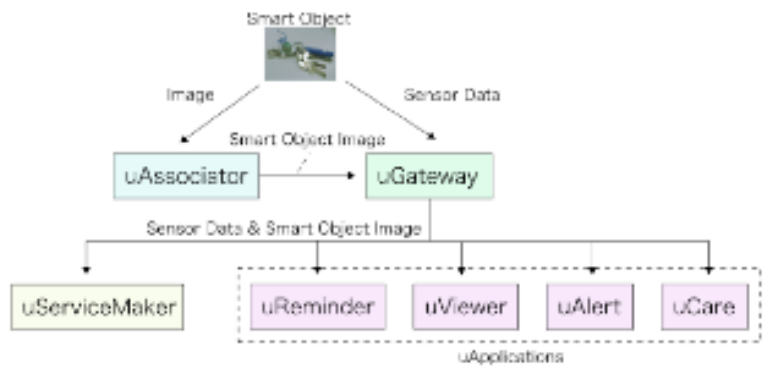 Smart Object
Image
Sensor Data
Smart Object Image
uAssociator
uGateway
Sensor Data & Smart Object Image
uServiceMaker
uReminder
uViewer
uAlert
uCare
uApplications